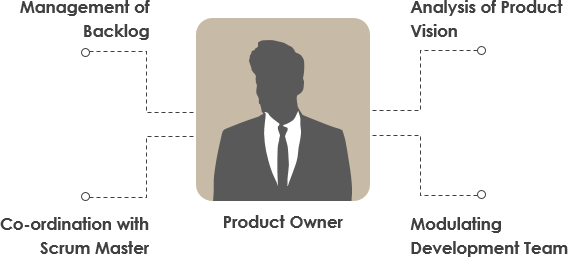 Management of
Backlog
Analysis of Product
Vision
Co-ordination with
Scrum Master
Product Owner
Modulating
Development Team